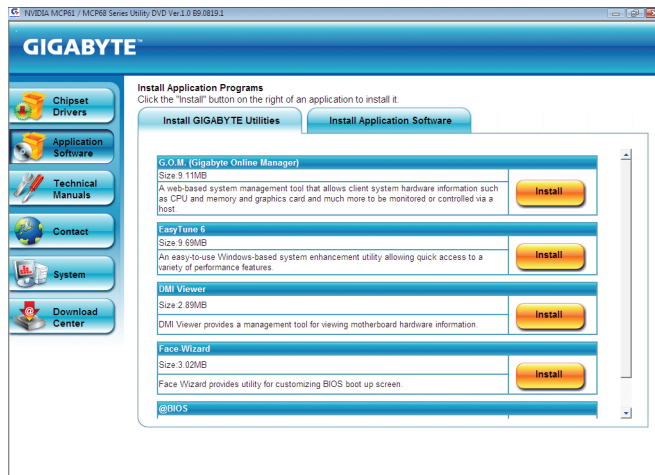 NVIDIA MCP61 / MCP68 Series Utility DVD Ver.1.0 B9.0819.1
GIGABYTE™
Chipset
Drivers
Application
Software
Technical
Manuals
Contact
System
Download
Center
Install Application Programs
Click the "Install" button on the right of an application to install it.
Install GIGABYTE Utilities
Install Application Software
G.O.M. (Gigabyte Online Manager)
Size:9.11MB
A web-based system management tool that allows client system hardware information such
as CPU and memory and graphics card and much more to be monitored or controlled via a
host.
Install
EasyTune 6
Size:9.69MB
An easy-to-use Windows-based system enhancement utility allowing quick access to a
variety of performance features.
Install
DMI Viewer
Size:2.89MB
DMI Viewer provides a management tool for viewing motherboard hardware information.
Install
Face-Wizard
Size:3.02MB
Face Wizard provides utility for customizing BIOS boot up screen.
Install
@BIOS